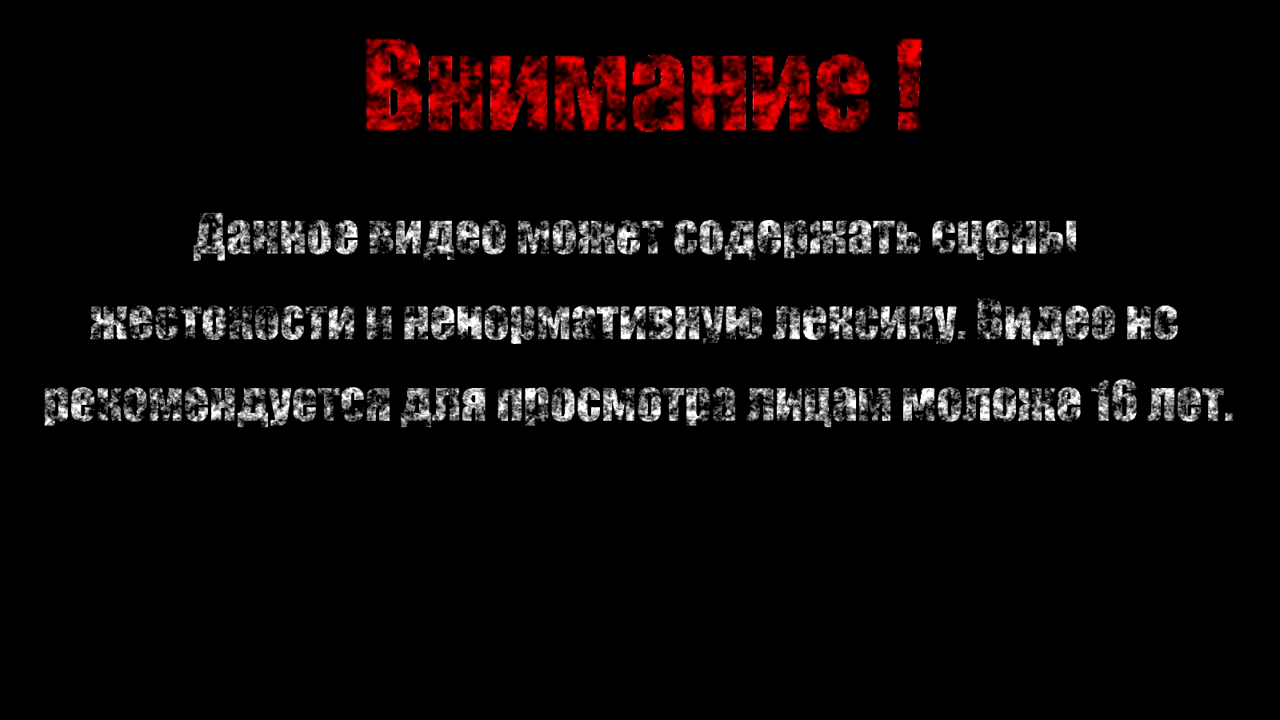 Внимание !
Данное видео может содержать сцены
жестокости и ненормативную лексику. Видео не
рекомендуется для просмотра лицам моложе 16 лет.